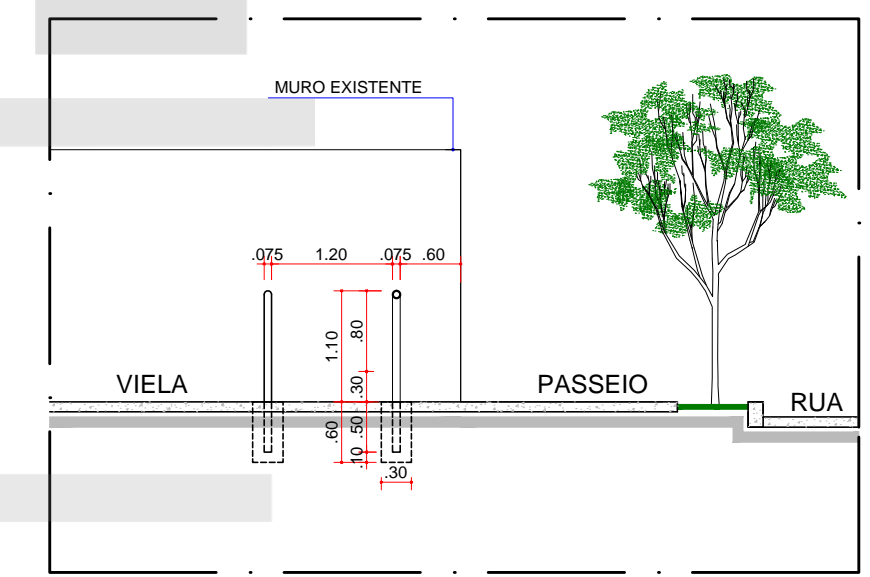 MURO EXISTENTE
.075 1.20 .075 .60
1.10
.80
.30
VIELA
PASSEIO
RUA
.60
.50
.10
.30